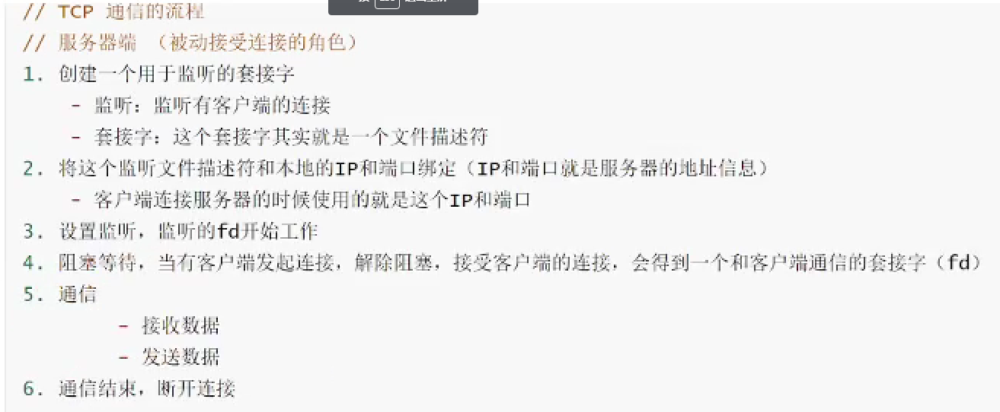 // TCP 通信的流程
// 服务器端 （被动接受连接的角色）
1. 创建一个用于监听的套接字
- 监听：监听有客户端的连接
- 套接字：这个套接字其实就是一个文件描述符
2. 将这个监听文件描述符和本地的IP和端口绑定（IP和端口就是服务器的地址信息）
- 客户端连接服务器的时候使用的就是这个IP和端口
3. 设置监听，监听的fd开始工作
4. 阻塞等待，当有客户端发起连接，解除阻塞，接受客户端的连接，会得到一个和客户端通信的套接字（fd）
5. 通信
- 接收数据
- 发送数据
6. 通信结束，断开连接